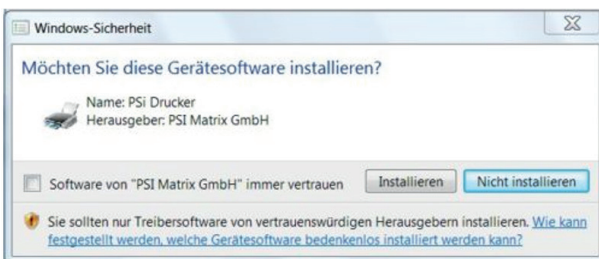 Windows-Sicherheit
Möchten Sie diese Gerätesoftware installieren?
Name: PSi Drucker
Herausgeber: PSI Matrix GmbH
Software von "PSI Matrix GmbH" immer vertrauen
Installieren
Nicht installieren
Sie sollten nur Treibersoftware von vertrauenswürdigen Herausgebern installieren. Wie kann
festgestellt werden, welche Gerätesoftware bedenkenlos installiert werden kann?